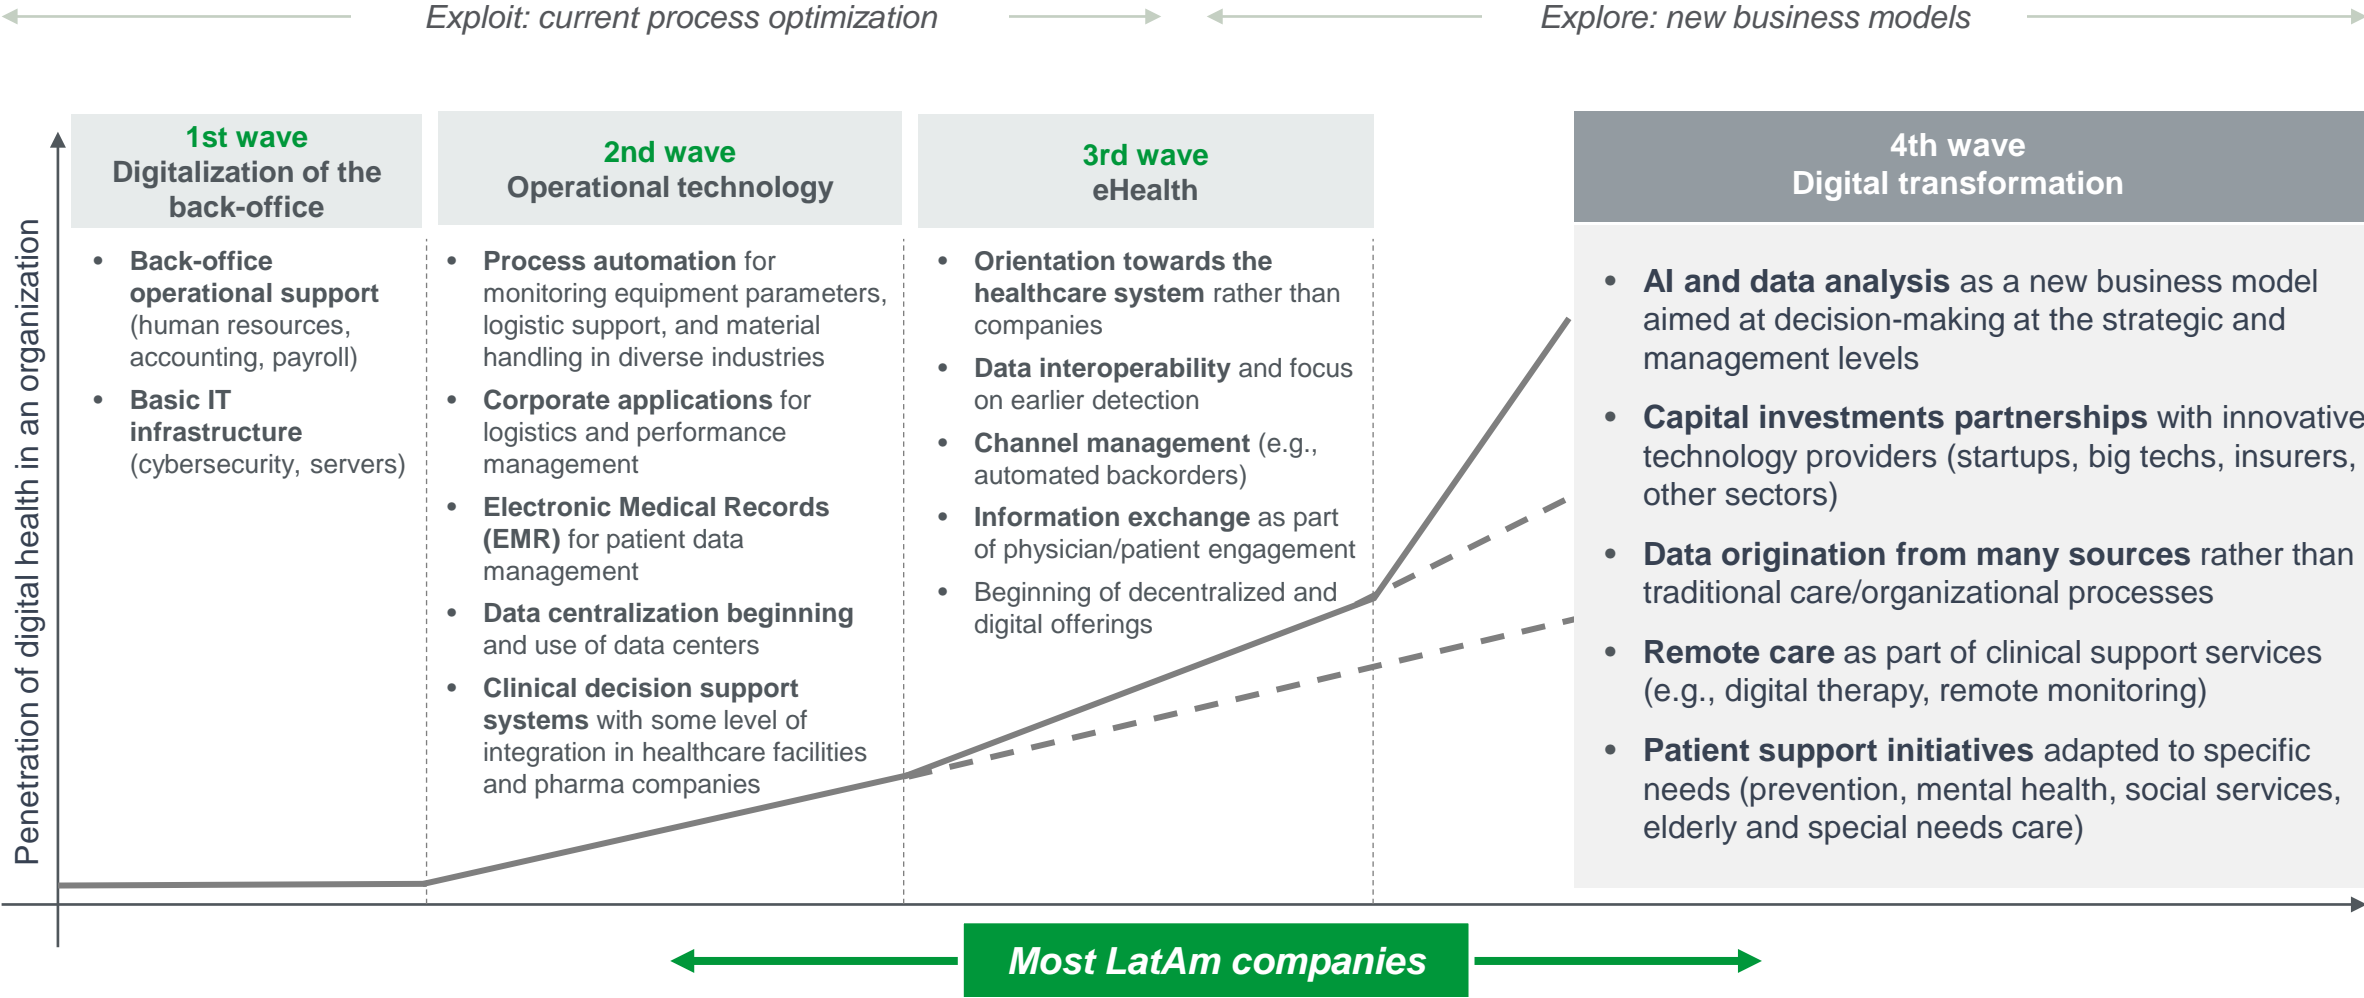 Exploit: current process optimization
Explore: new business models
Penetration of digital health in an organization
1st wave
Digitalization of the
back-office
• Back-office
operational support
(human resources,
accounting, payroll)
• Basic IT
infrastructure
(cybersecurity, servers)
2nd wave
Operational technology
• Process automation for
monitoring equipment parameters,
logistic support, and material
handling in diverse industries
• Corporate applications for
logistics and performance
management
• Electronic Medical Records
(EMR) for patient data
management
• Data centralization beginning
and use of data centers
• Clinical decision support
systems with some level of
integration in healthcare facilities
and pharma companies
3rd wave
eHealth
• Orientation towards the
healthcare system rather than
companies
• Data interoperability and focus
on earlier detection
• Channel management (e.g.,
automated backorders)
• Information exchange as part
of physician/patient engagement
• Beginning of decentralized and
digital offerings
4th wave
Digital transformation
• AI and data analysis as a new business model
aimed at decision-making at the strategic and
management levels
• Capital investments partnerships with innovative
technology providers (startups, big techs, insurers,
other sectors)
• Data origination from many sources rather than
traditional care/organizational processes
• Remote care as part of clinical support services
(e.g., digital therapy, remote monitoring)
• Patient support initiatives adapted to specific
needs (prevention, mental health, social services,
elderly and special needs care)
Most LatAm companies